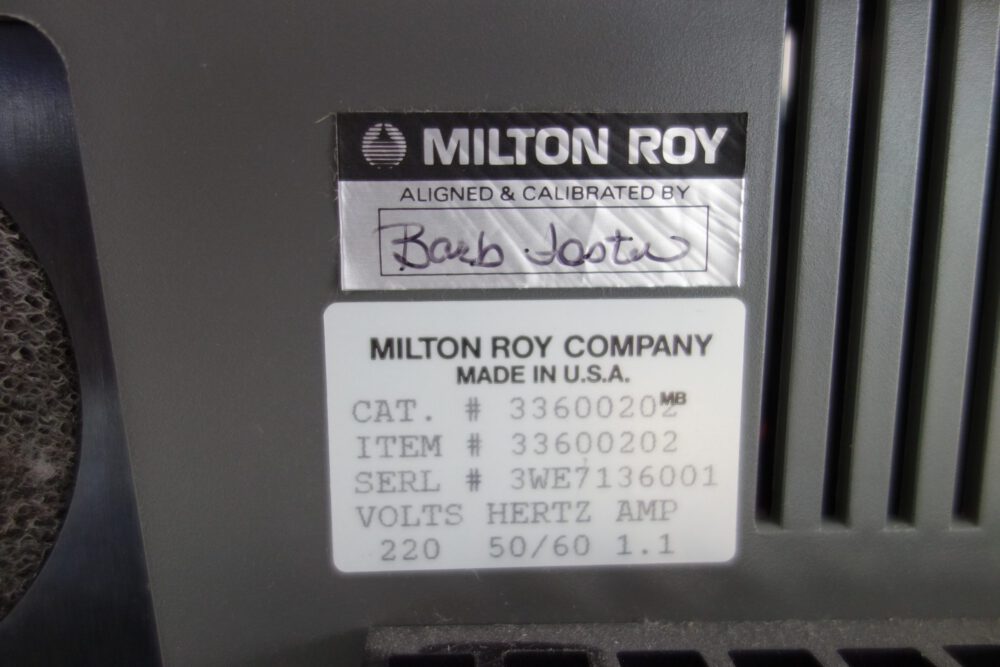 MILTON ROY
ALIGNED & CALIBRATED BY
Barb Foster
MILTON ROY COMPANY
MADE IN U.S.A.
CAT. # 33600202 MB
ITEM # 33600202
SERL # 3WE7136001
VOLTS HERTZ AMP
220 50/60 1.1